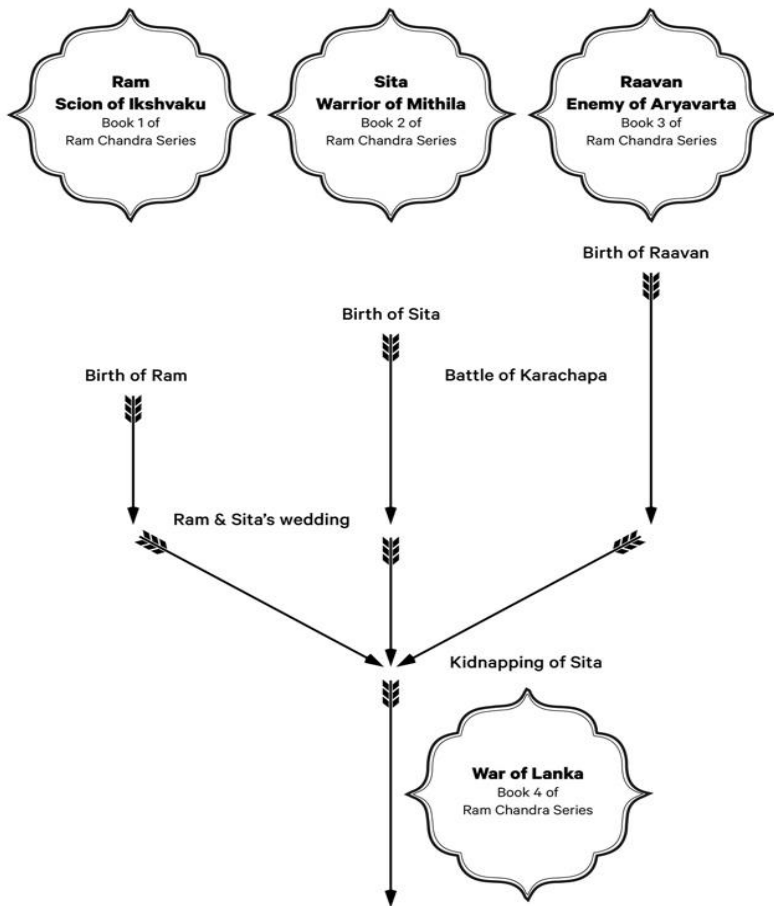 Ram
Scion of Ikshvaku
Book 1 of
Ram Chandra Series
Sita
Warrior of Mithila
Book 2 of
Ram Chandra Series
Raavan
Enemy of Aryavarta
Book 3 of
Ram Chandra Series
Birth of Raavan
Birth of Sita
Birth of Ram
Battle of Karachapa
Ram & Sita's wedding
Kidnapping of Sita
War of Lanka
Book 4 of
Ram Chandra Series